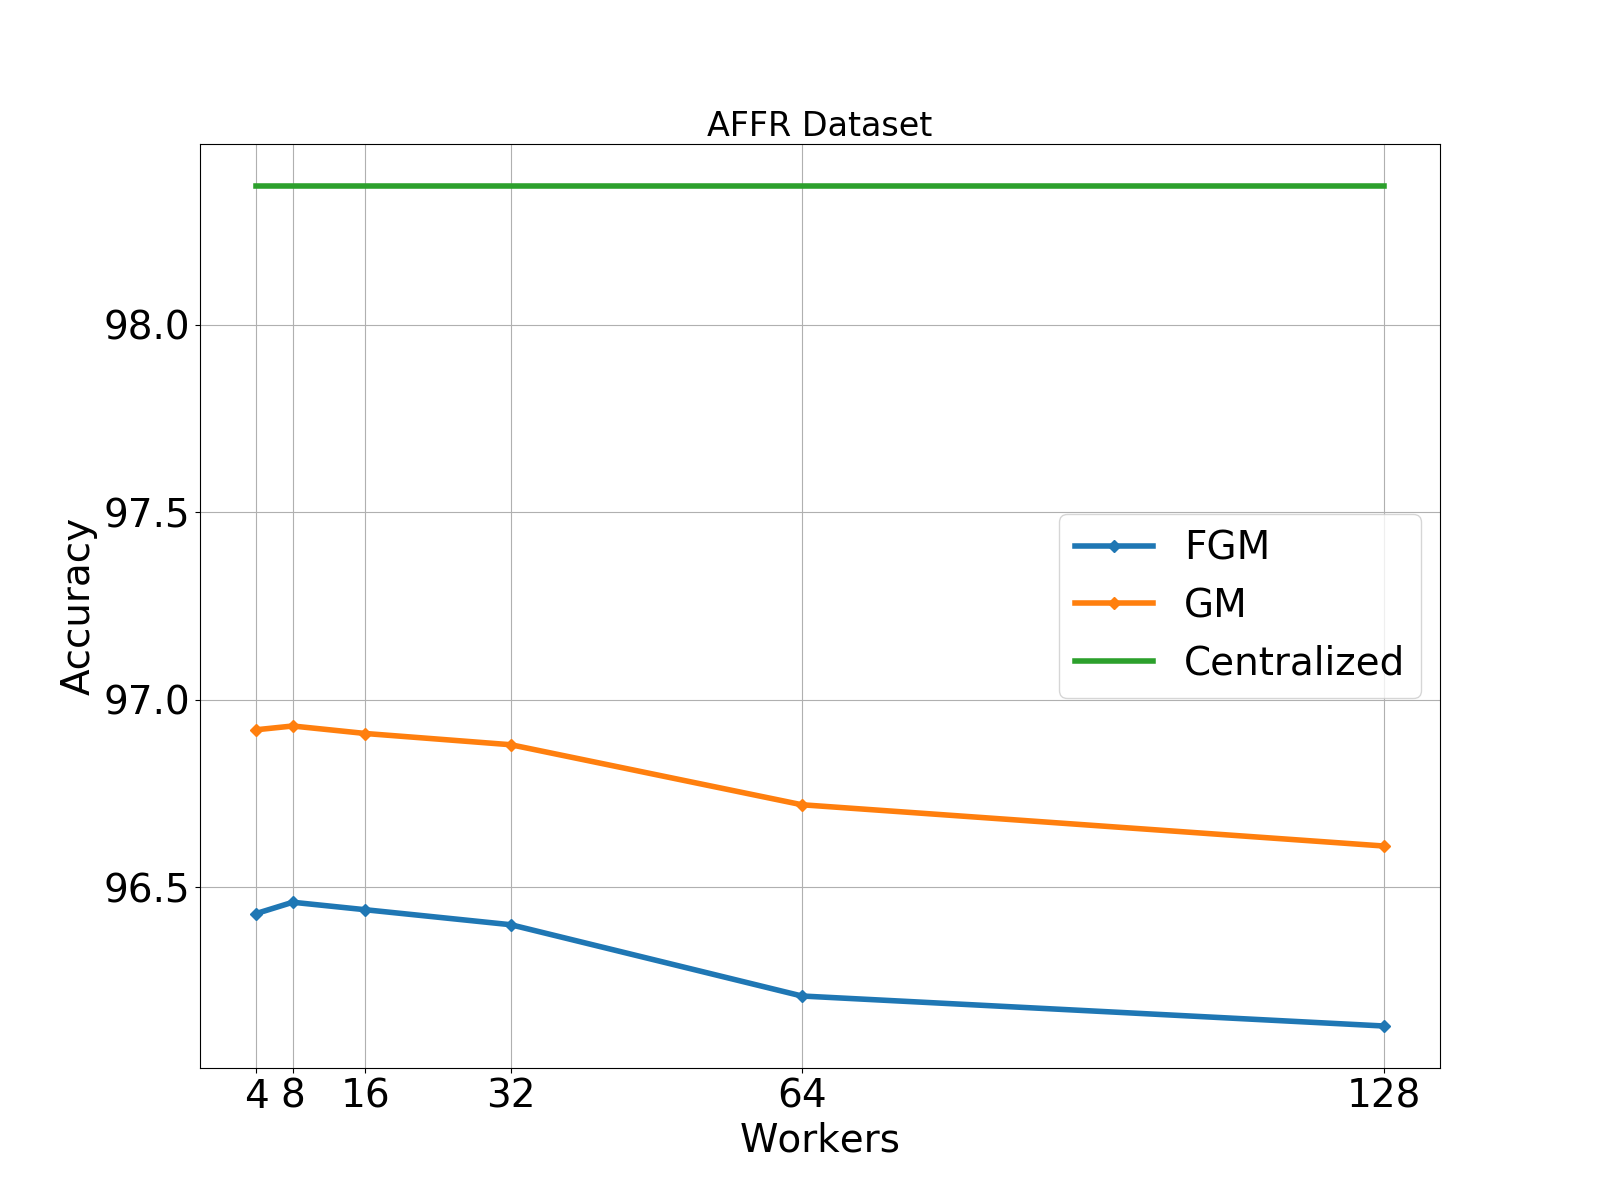 AFFR Dataset
98.0
97.5
97.0
96.5
Accuracy
FGM
GM
Centralized
4 8 16 32 64 128
Workers